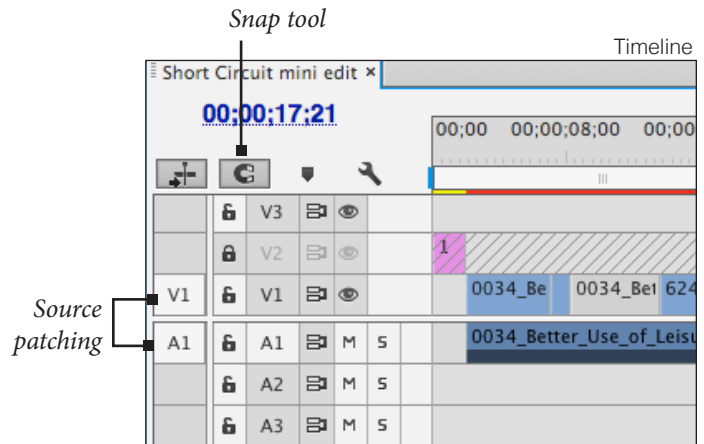 Snap tool
Timeline
Short Circuit mini edit ×
00;00;17;21
00;00 00;00;08;00 00;00
V3
V2
1
V1 V1 0034_Be 0034_Bet 624
Source
patching
A1 A1 M S 0034_Better_Use_of_Leisu
A2 M S
A3 M S